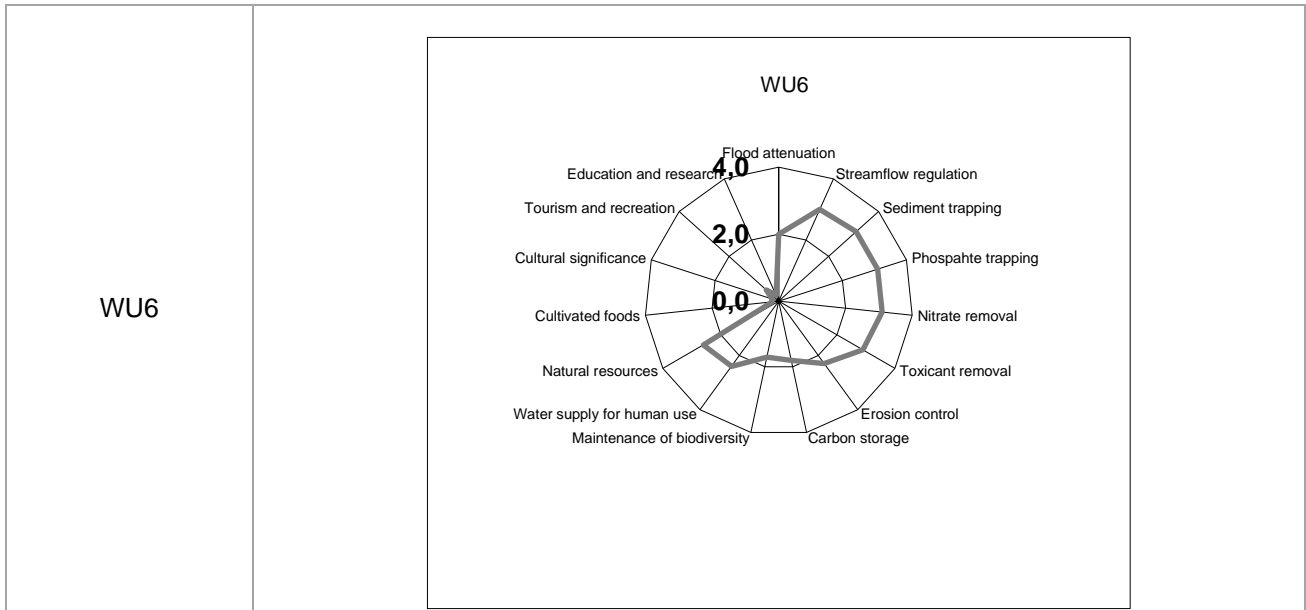 WU6
WU6
Flood attenuation
4,0
Education and research
Streamflow regulation
Tourism and recreation
Sediment trapping
2,0
Cultural significance
Phospahte trapping
0,0
Cultivated foods
Nitrate removal
Natural resources
Toxicant removal
Water supply for human use
Erosion control
Maintenance of biodiversity
Carbon storage